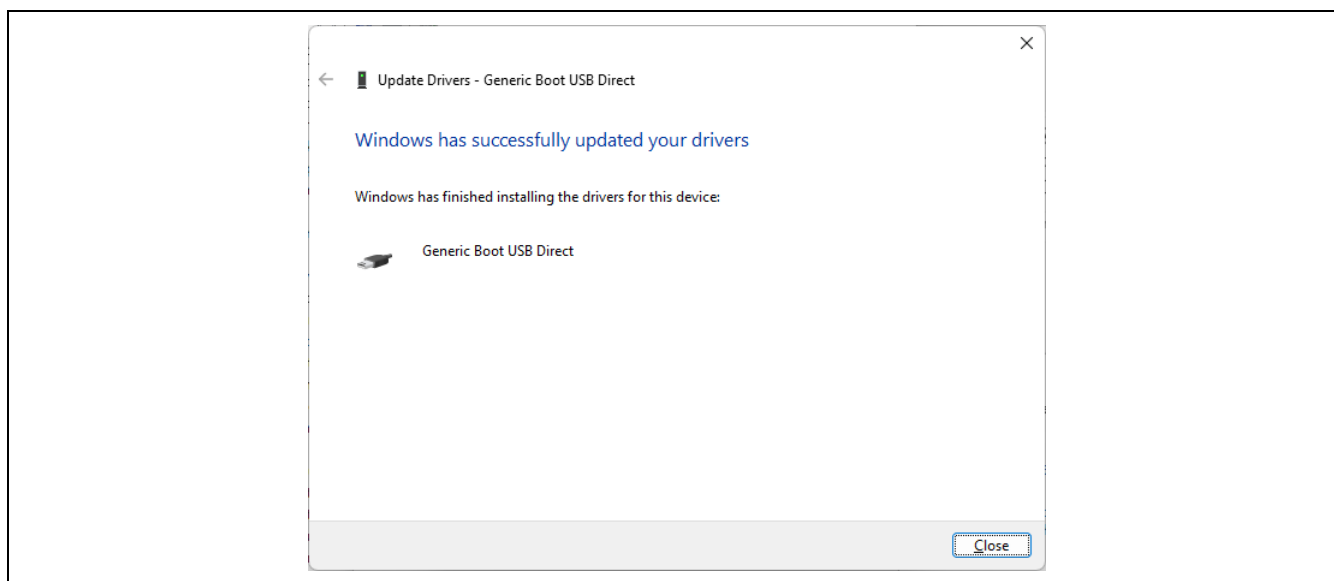 Update Drivers - Generic Boot USB Direct
Windows has successfully updated your drivers
Windows has finished installing the drivers for this device:
Generic Boot USB Direct
Close